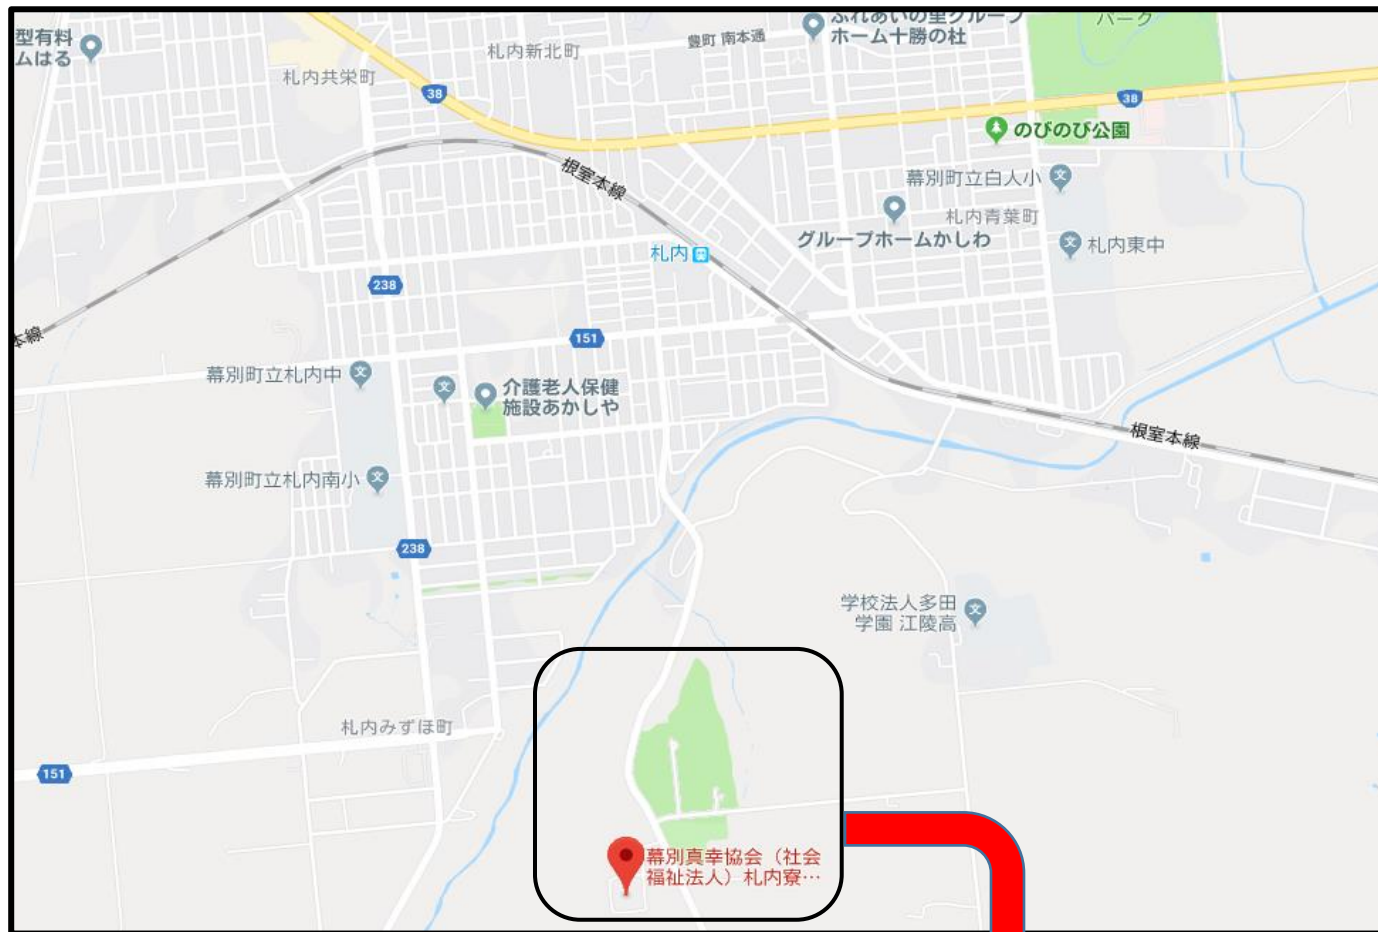 型有料
ムはる
札内共栄町
札内新北町
豊町 南本通
ふれあいの里グループ
ホーム十勝の杜
パーク
38
38
のびのび公園
根室本線
幕別町立白人小
札内青葉町
グループホームかしわ
札内東中
札内
238
本線
151
幕別町立札内中
介護老人保健
施設あかしや
根室本線
幕別町立札内南小
238
学校法人多田
学園 江陵高
札内みずほ町
151
幕別真幸協会（社会
福祉法人）札内寮…